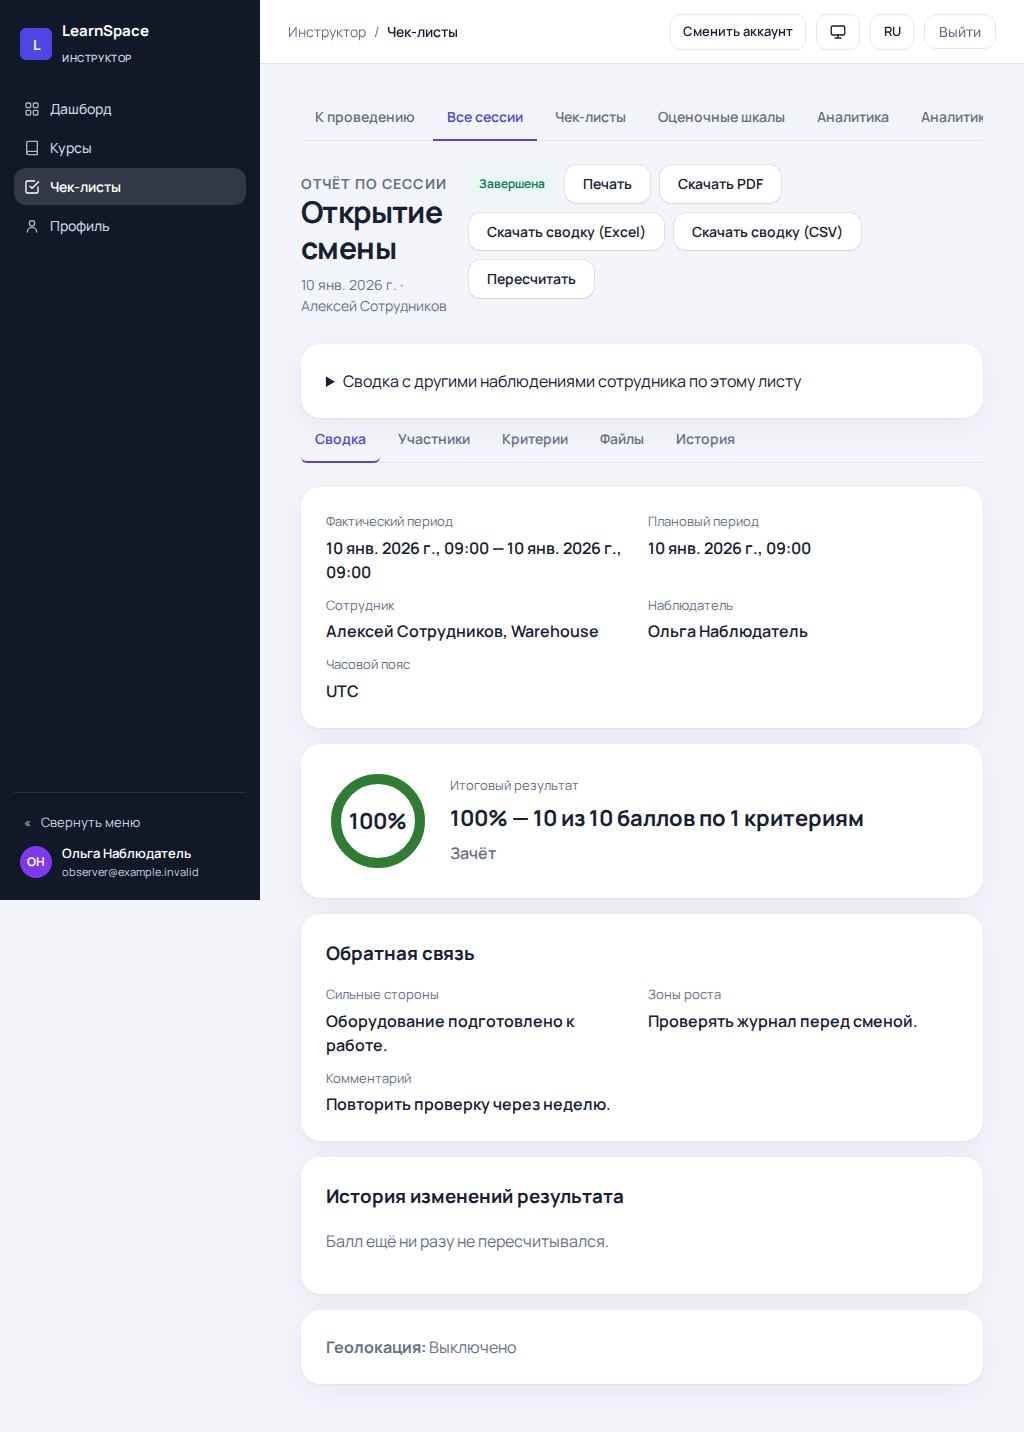 L
LearnSpace
ИНСТРУКТОР
Дашборд
Курсы
Чек-листы
Профиль
« Свернуть меню
ОН
Ольга Наблюдатель
observer@example.invalid
Инструктор / Чек-листы
Сменить аккаунт
RU
Выйти
К проведению
Все сессии
Чек-листы
Оценочные шкалы
Аналитика
Аналитик
ОТЧЁТ ПО СЕССИИ
Открытие
смены
10 янв. 2026 г. ·
Алексей Сотрудников
Завершена
Печать
Скачать PDF
Скачать сводку (Excel)
Скачать сводку (CSV)
Пересчитать
Сводка с другими наблюдениями сотрудника по этому листу
Сводка
Участники
Критерии
Файлы
История
Фактический период
10 янв. 2026 г., 09:00 — 10 янв. 2026 г.,
09:00
Плановый период
10 янв. 2026 г., 09:00
Сотрудник
Алексей Сотрудников, Warehouse
Наблюдатель
Ольга Наблюдатель
Часовой пояс
UTC
100%
Итоговый результат
100% — 10 из 10 баллов по 1 критериям
Зачёт
Обратная связь
Сильные стороны
Оборудование подготовлено к
работе.
Зоны роста
Проверять журнал перед сменой.
Комментарий
Повторить проверку через неделю.
История изменений результата
Балл ещё ни разу не пересчитывался.
Геолокация: Выключено